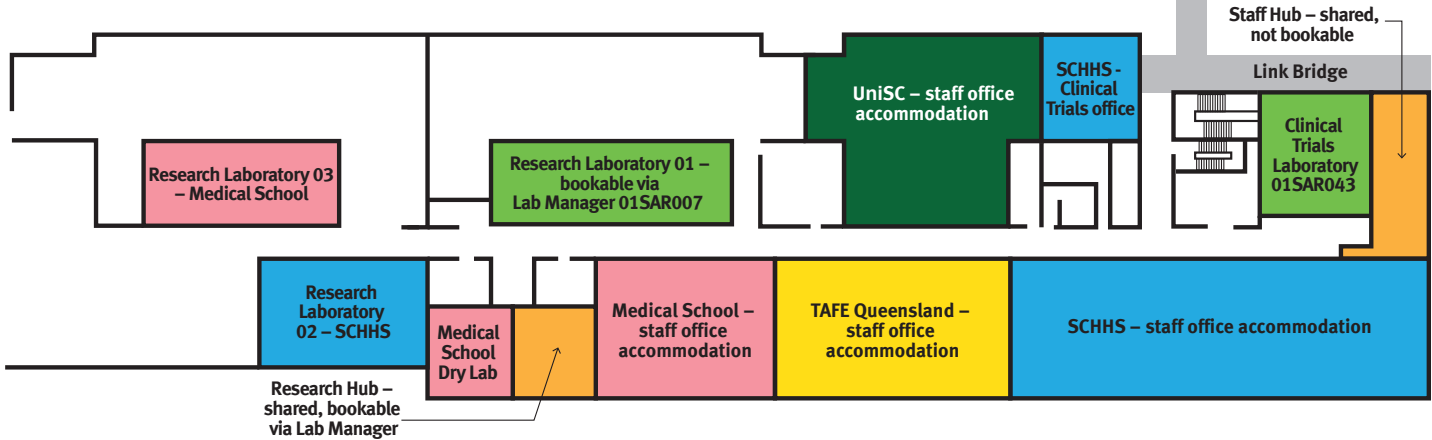 Staff Hub – shared,
not bookable
Link Bridge
UniSC – staff office
accommodation
SCHHS -
Clinical
Trials office
Clinical
Trials
Laboratory
01SAR043
Research Laboratory 03
– Medical School
Research Laboratory 01 –
bookable via
Lab Manager 01SAR007
Research
Laboratory
02 – SCHHS
Medical
School
Dry Lab
Medical School –
staff office
accommodation
TAFE Queensland –
staff office
accommodation
SCHHS – staff office accommodation
Research Hub –
shared, bookable
via Lab Manager